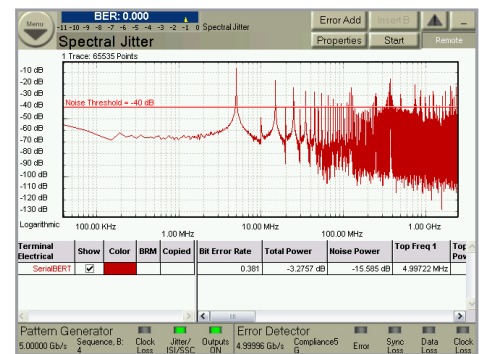 Menu
BER: 0.000
-11 -10 -9 -8 -7 -6 -5 -4 -3 -2 -1 0 Spectral Jitter
Error Add
Insert B
Spectral Jitter
Properties
Start
Remote
1 Trace: 65535 Points
-10 dB
-20 dB
-30 dB
-40 dB
-50 dB
-60 dB
-70 dB
-80 dB
-90 dB
-100 dB
-110 dB
-120 dB
-130 dB
Noise Threshold = -40 dB
Logarithmic 100.00 KHz 1.00 MHz 10.00 MHz 100.00 MHz 1.00 GHz
Terminal Electrical Show Color BRM Copied Bit Error Rate Total Power Noise Power Top Freq 1 Top Pow
SerialBERT 0.381 -3.2757 dB -15.585 dB 4.99722 MHz
Pattern Generator
5.00000 Gb/s Sequence, B: 4 Clock Loss Jitter/ ISI/SSC Outputs ON
Error Detector
4.99996 Gb/s Compliance5 G Error Sync Loss Data Loss Clock Loss